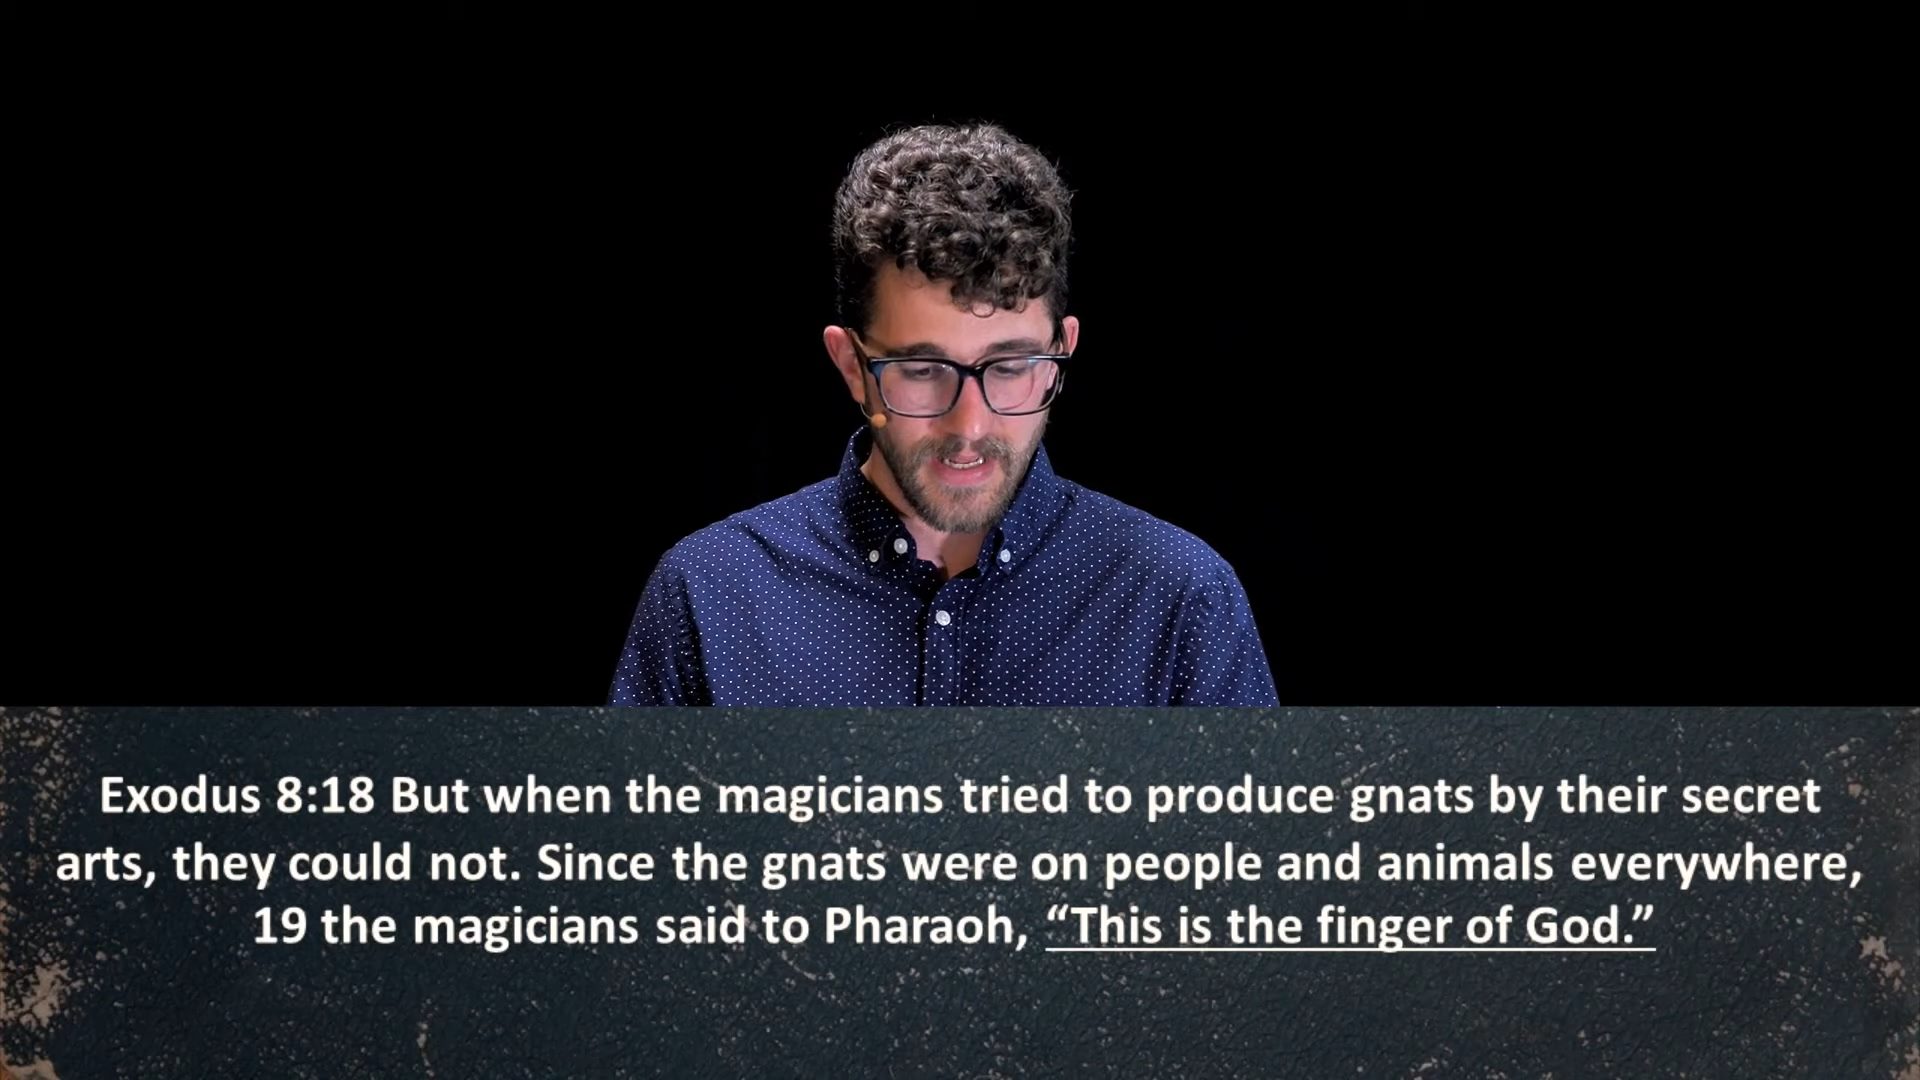 Exodus 8:18 But when the magicians tried to produce gnats by their secret
arts, they could not. Since the gnats were on people and animals everywhere,
19 the magicians said to Pharaoh, “This is the finger of God.”